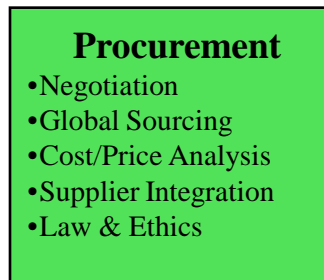 Procurement
•Negotiation
•Global Sourcing
•Cost/Price Analysis
•Supplier Integration
•Law & Ethics